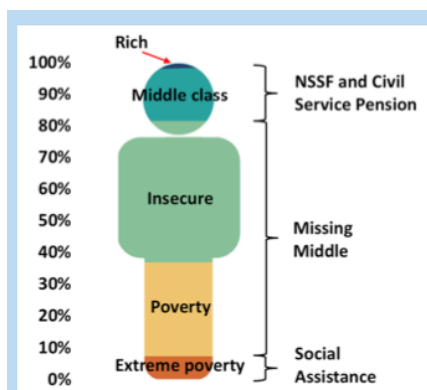 Rich
100%
90%
80%
70%
60%
50%
40%
30%
20%
10%
0%
Middle class
Insecure
Poverty
Extreme poverty
NSSF and Civil
Service Pension
Missing
Middle
Social
Assistance